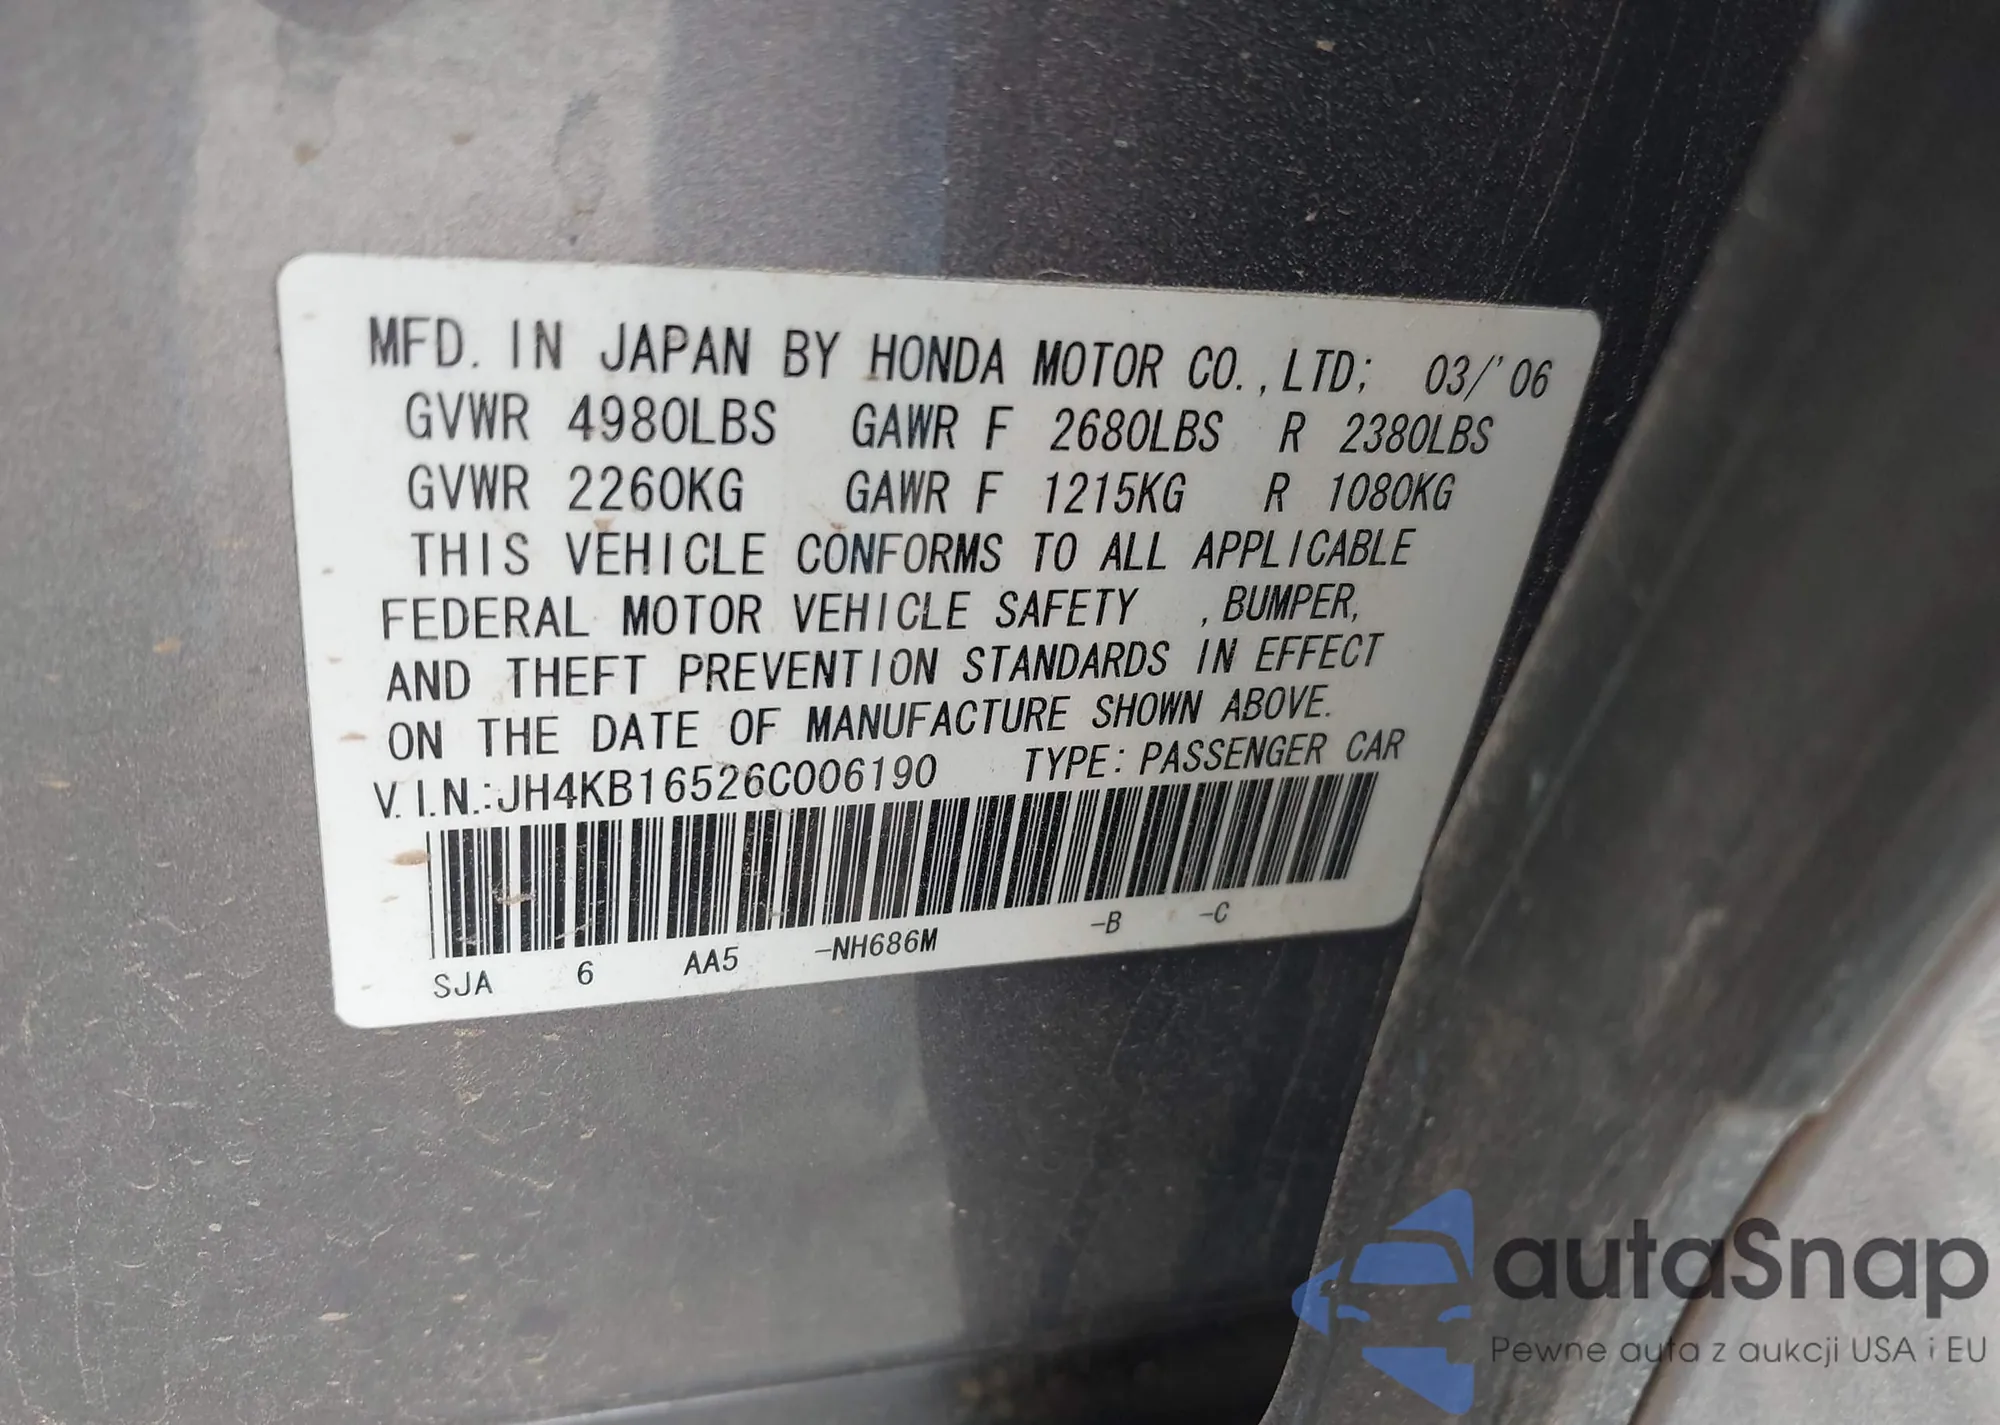 MFD. IN JAPAN BY HONDA MOTOR CO.,LTD; 03/'06
GVWR 4980LBS GAWR F 2680LBS R 2380LBS
GVWR 2260KG GAWR F 1215KG R 1080KG
THIS VEHICLE CONFORMS TO ALL APPLICABLE
FEDERAL MOTOR VEHICLE SAFETY , BUMPER,
AND THEFT PREVENTION STANDARDS IN EFFECT
ON THE DATE OF MANUFACTURE SHOWN ABOVE.
V.I.N.:JH4KB16526C006190 TYPE: PASSENGER CAR
SJA 6 AA5 -NH686M -B -C
autaSnap
Pewne auta z aukcji USA i EU